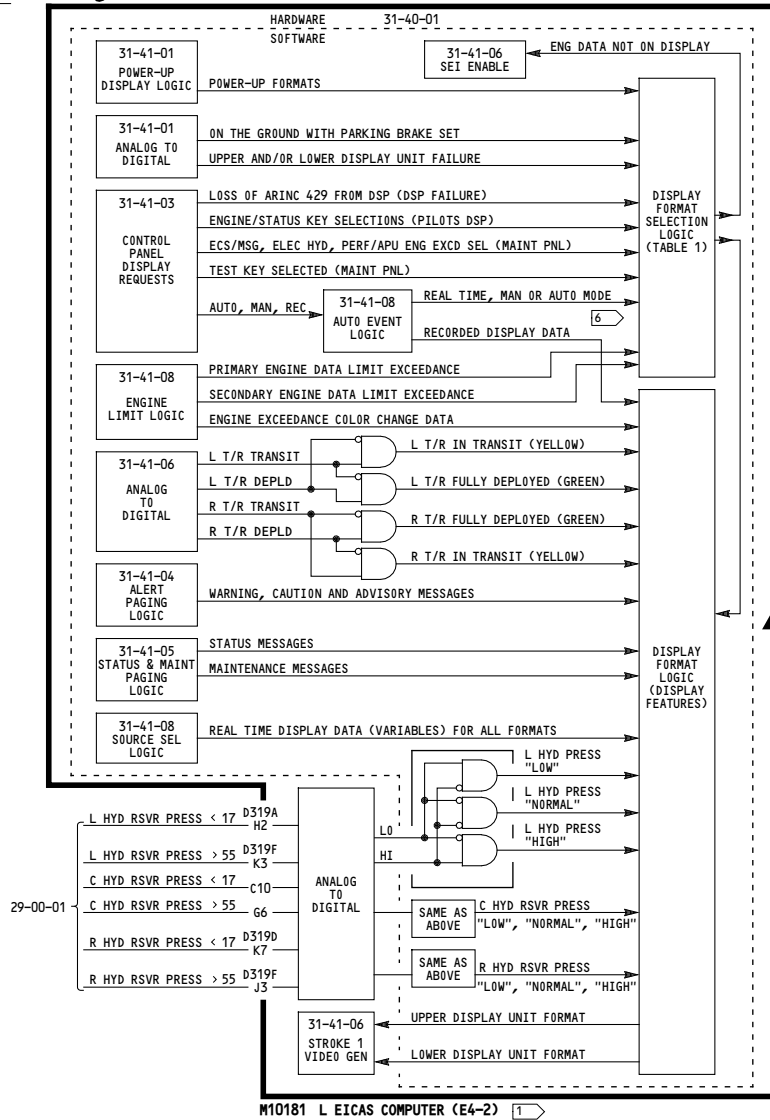 HARDWARE 31-40-01
SOFTWARE
31-41-01
POWER-UP
DISPLAY LOGIC
POWER-UP FORMATS
31-41-06
SEI ENABLE
ENG DATA NOT ON DISPLAY
31-41-01
ANALOG TO
DIGITAL
ON THE GROUND WITH PARKING BRAKE SET
UPPER AND/OR LOWER DISPLAY UNIT FAILURE
31-41-03
CONTROL
PANEL
DISPLAY
REQUESTS
LOSS OF ARINC 429 FROM DSP (DSP FAILURE)
ENGINE/STATUS KEY SELECTIONS (PILOTS DSP)
ECS/MSG, ELEC HYD, PERF/APU ENG EXCD SEL (MAINT PNL)
TEST KEY SELECTED (MAINT PNL)
AUTO, MAN, REC
31-41-08
AUTO EVENT
LOGIC
REAL TIME, MAN OR AUTO MODE
6
RECORDED DISPLAY DATA
DISPLAY
FORMAT
SELECTION
LOGIC
(TABLE 1)
31-41-08
ENGINE
LIMIT LOGIC
PRIMARY ENGINE DATA LIMIT EXCEEDANCE
SECONDARY ENGINE DATA LIMIT EXCEEDANCE
ENGINE EXCEEDANCE COLOR CHANGE DATA
31-41-06
ANALOG
TO
DIGITAL
L T/R TRANSIT
L T/R DEPLD
R T/R TRANSIT
R T/R DEPLD
L T/R IN TRANSIT (YELLOW)
L T/R FULLY DEPLOYED (GREEN)
R T/R FULLY DEPLOYED (GREEN)
R T/R IN TRANSIT (YELLOW)
31-41-04
ALERT
PAGING
LOGIC
WARNING, CAUTION AND ADVISORY MESSAGES
31-41-05
STATUS & MAINT
PAGING
LOGIC
STATUS MESSAGES
MAINTENANCE MESSAGES
DISPLAY
FORMAT
LOGIC
(DISPLAY
FEATURES)
31-41-08
SOURCE SEL
LOGIC
REAL TIME DISPLAY DATA (VARIABLES) FOR ALL FORMATS
L HYD PRESS
"LOW"
L HYD PRESS
"NORMAL"
L HYD PRESS
"HIGH"
29-00-01
L HYD RSVR PRESS < 17 D319A
H2
L HYD RSVR PRESS > 55 D319F
K3
C HYD RSVR PRESS < 17
C10
C HYD RSVR PRESS > 55
G6
R HYD RSVR PRESS < 17 D319D
K7
R HYD RSVR PRESS > 55 D319F
J3
ANALOG
TO
DIGITAL
LO
HI
SAME AS
ABOVE
C HYD RSVR PRESS
"LOW", "NORMAL", "HIGH"
SAME AS
ABOVE
R HYD RSVR PRESS
"LOW", "NORMAL", "HIGH"
31-41-06
STROKE 1
VIDEO GEN
UPPER DISPLAY UNIT FORMAT
LOWER DISPLAY UNIT FORMAT
M10181 L EICAS COMPUTER (E4-2) 1